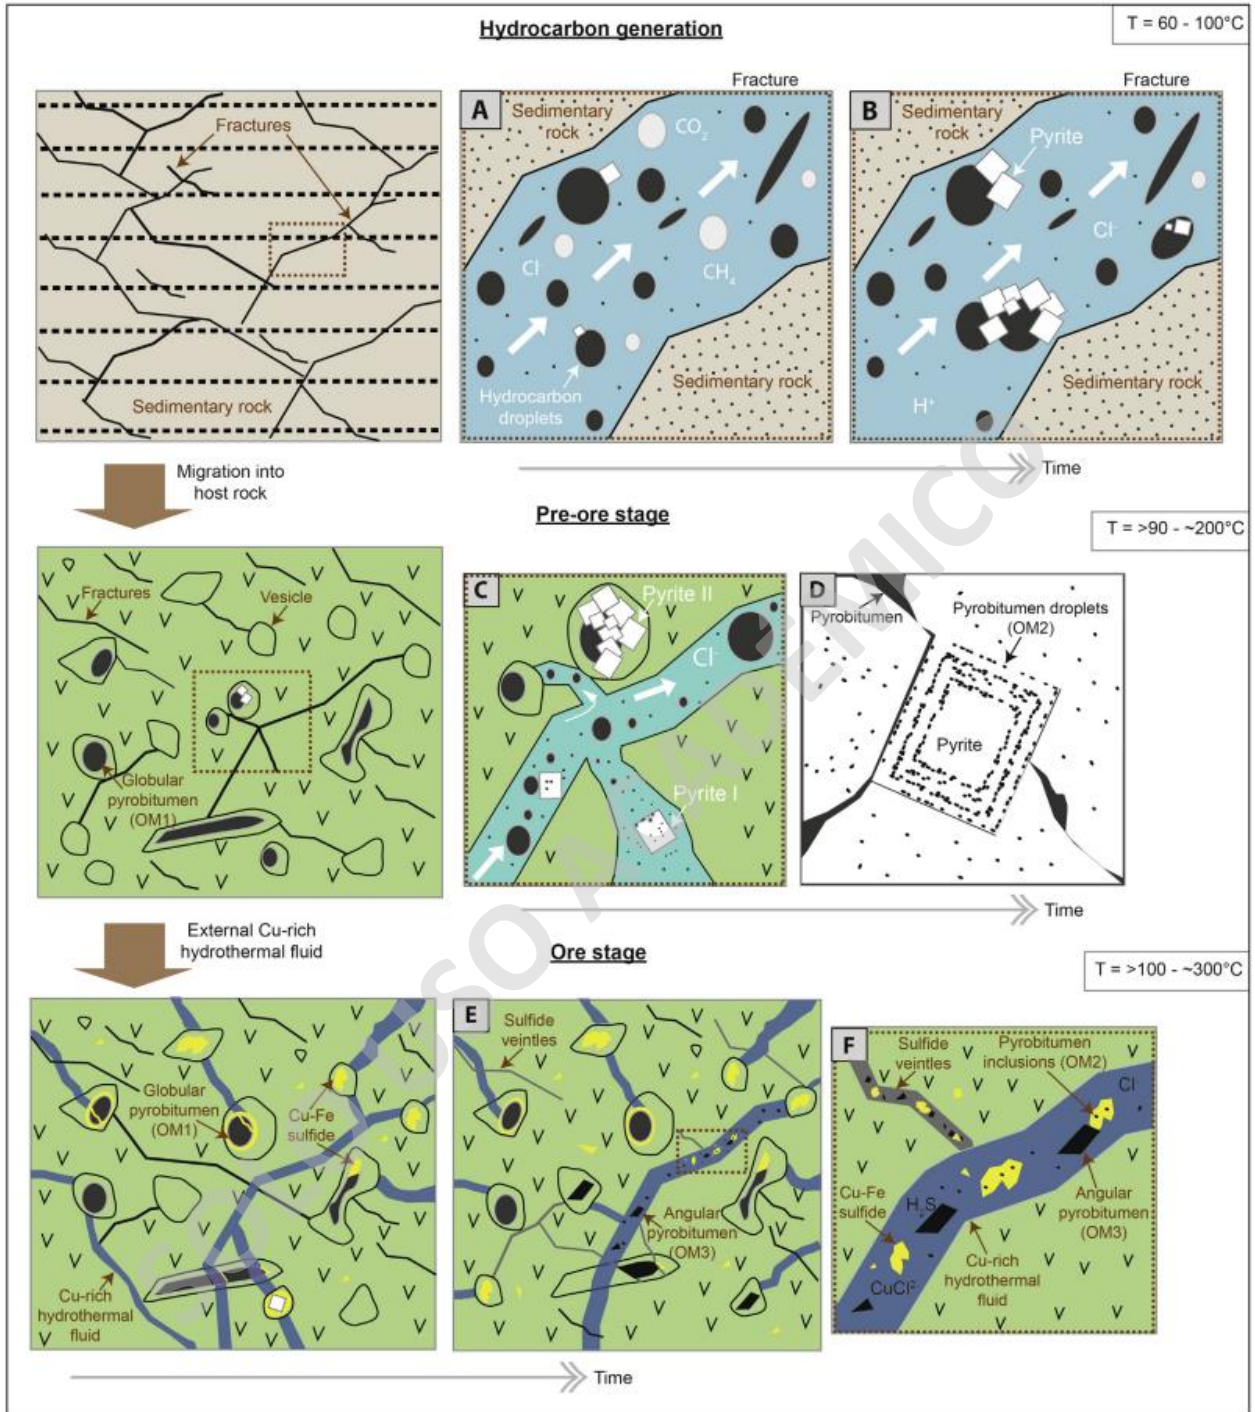 Hydrocarbon generation
T = 60 - 100°C
Fractures
Sedimentary rock
Fracture
A
Sedimentary
rock
CO2
Cl-
CH4
Hydrocarbon
droplets
Sedimentary rock
Fracture
B
Sedimentary
rock
Pyrite
Cl-
Sedimentary rock
H+
Time
Migration into
host rock
Pre-ore stage
T = >90 - ~200°C
Fractures
Vesicle
Globular
pyrobitumen
(OM1)
C
Pyrite II
Cl-
Pyrite I
D
Pyrobitumen
Pyrobitumen droplets
(OM2)
Pyrite
Time
External Cu-rich
hydrothermal fluid
Ore stage
T = >100 - ~300°C
Globular
pyrobitumen
(OM1)
Cu-Fe
sulfide
Cu-rich
hydrothermal
fluid
E
Sulfide
veintles
Angular
pyrobitumen
(OM3)
F
Sulfide
veintles
Pyrobitumen
inclusions (OM2)
Cl-
Cu-Fe
sulfide
H2S
Angular
pyrobitumen
(OM3)
Cu-rich
hydrothermal
fluid
CuCl2-
Time
USO ACADEMICO